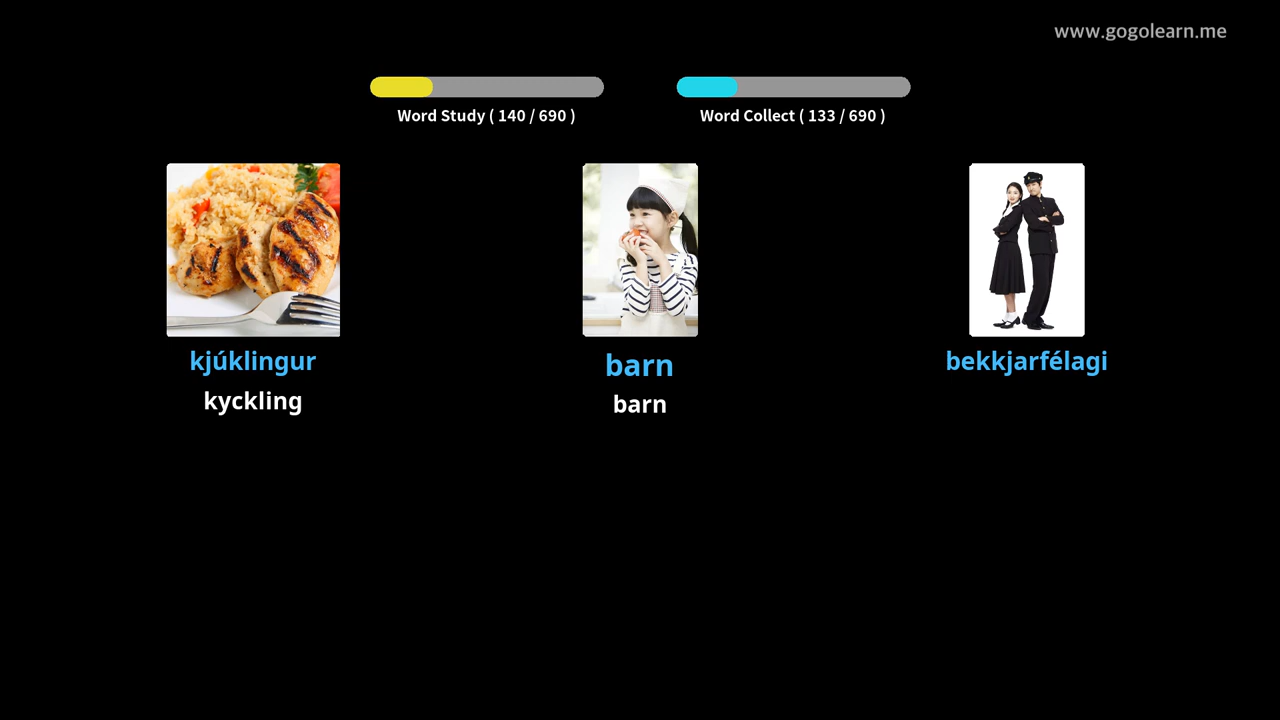 www.gogolearn.me
Word Study ( 140 / 690 )
Word Collect ( 133 / 690 )
kjúklingur
kyckling
barn
barn
bekkjarfélagi